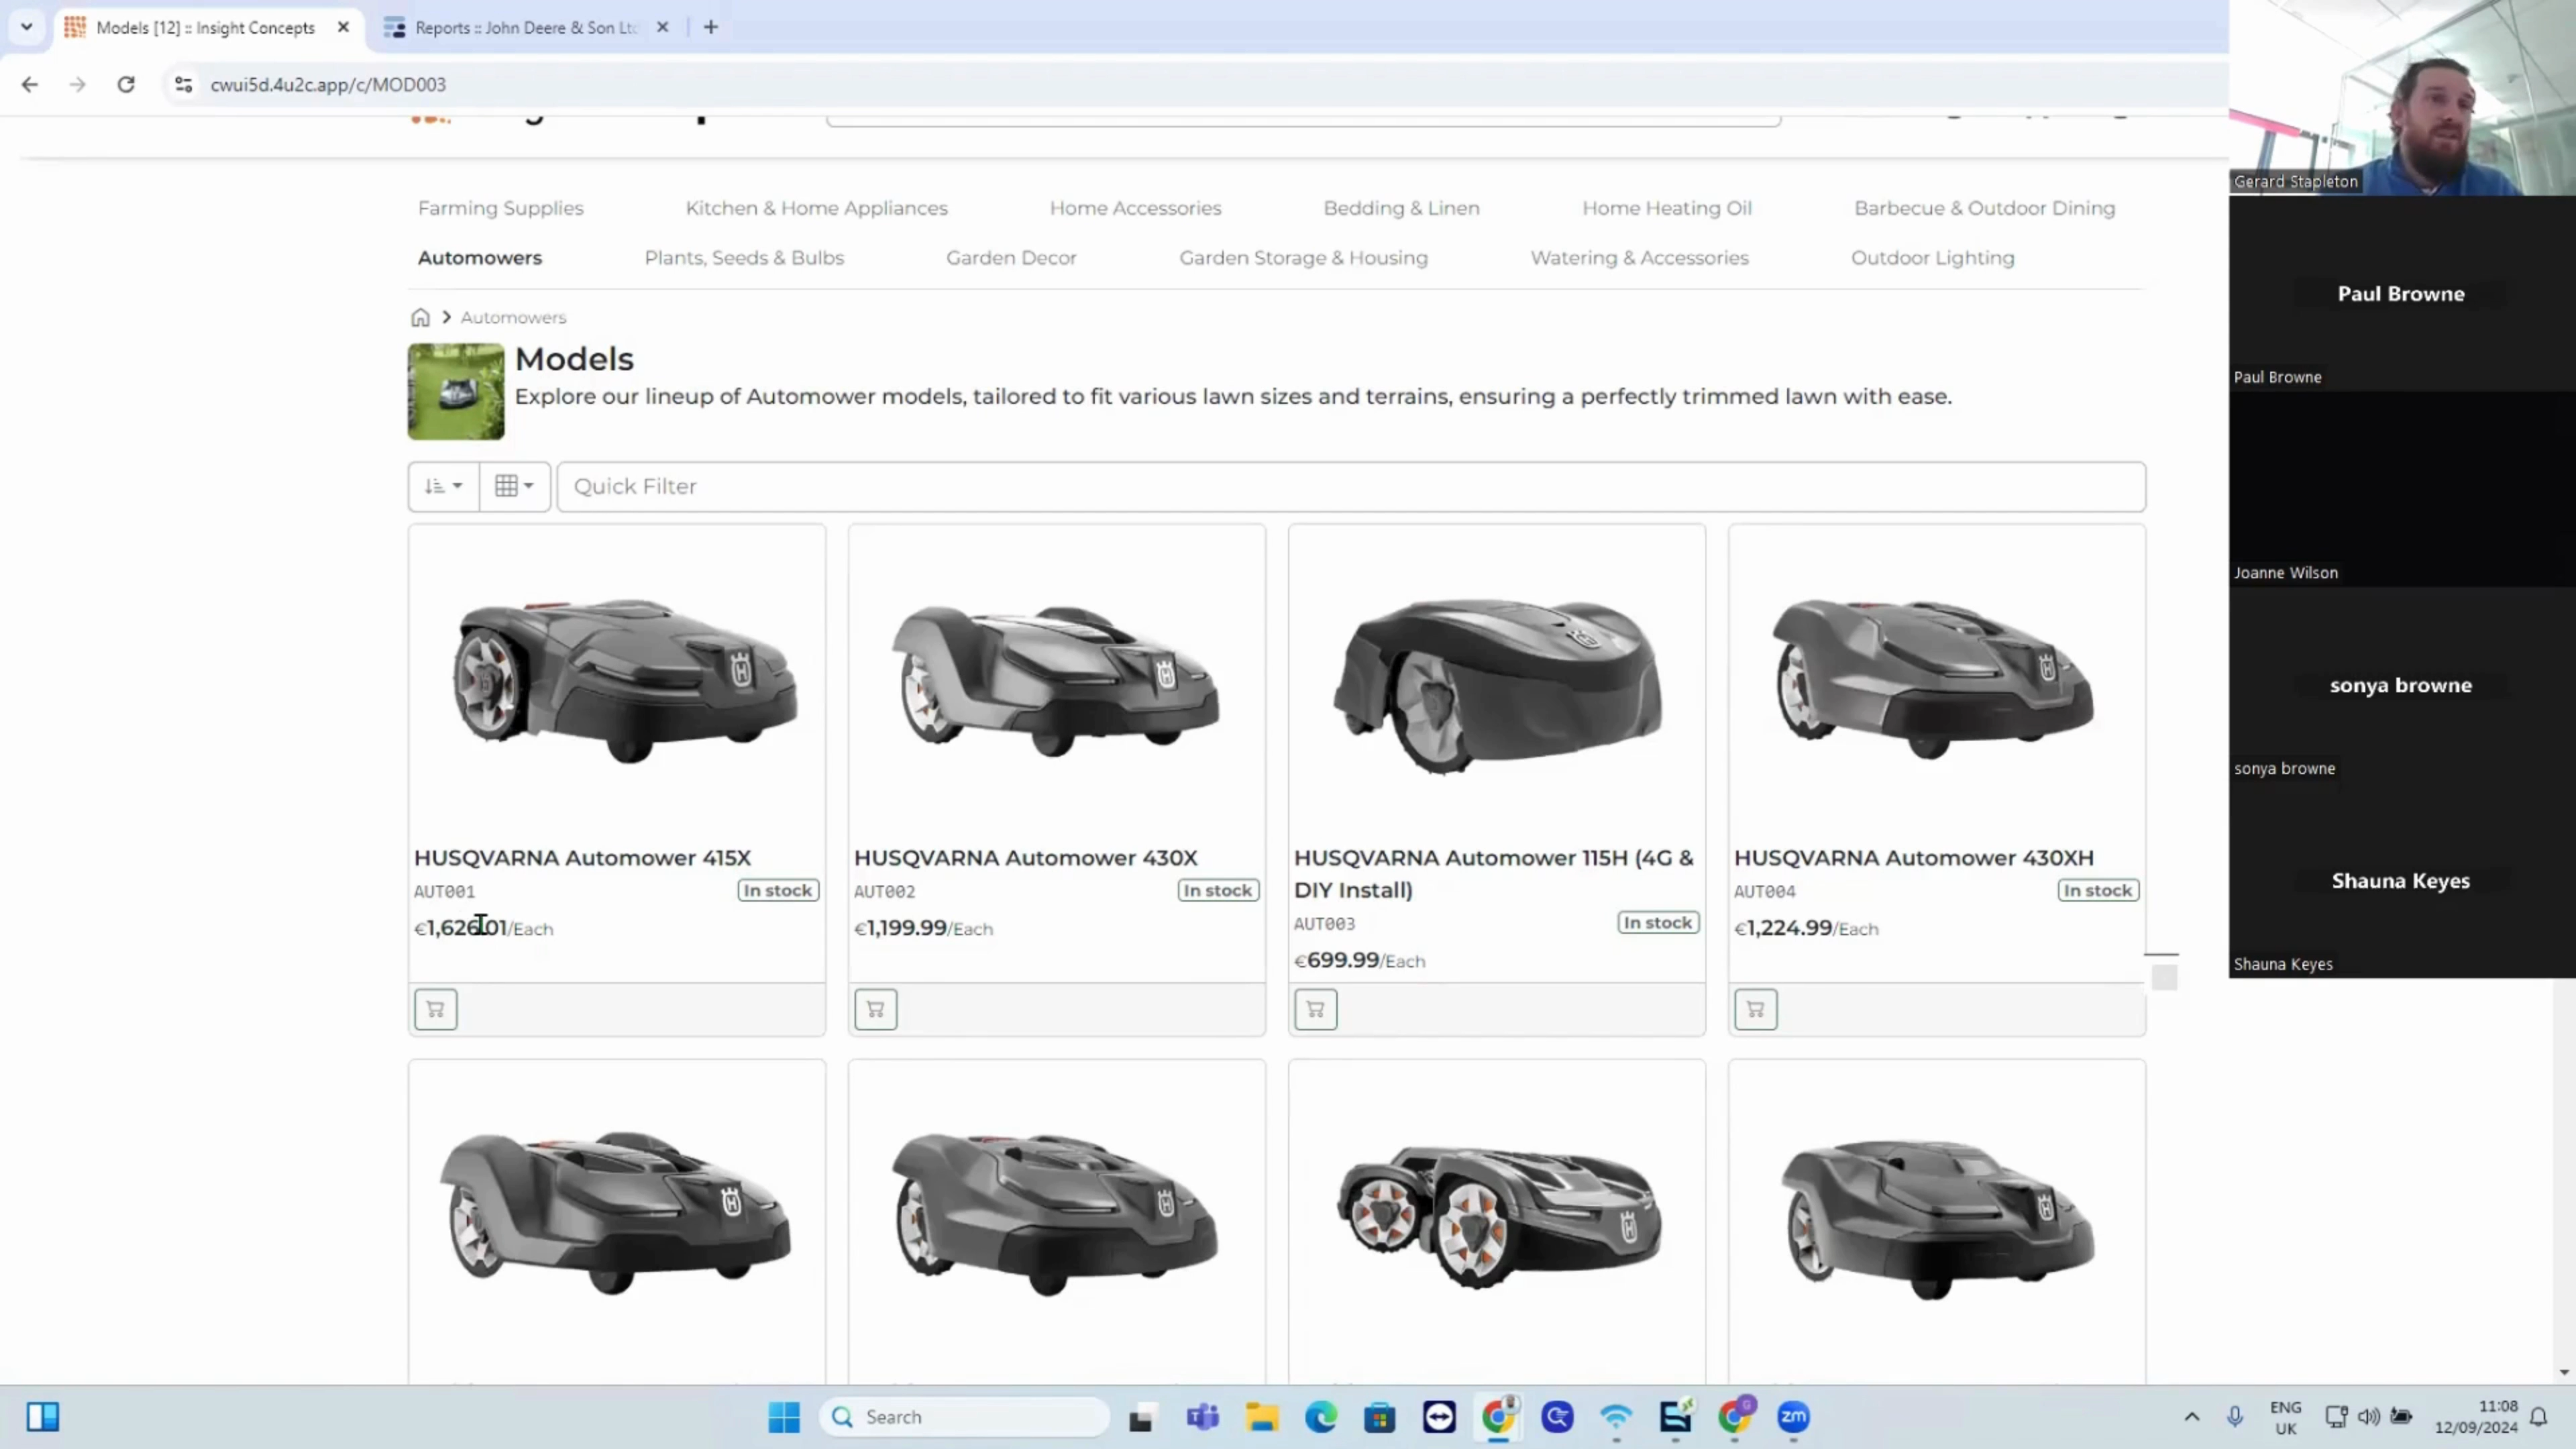 Models [12] :: Insight Concepts
Reports :: John Deere & Son Ltd
cwui5d.4u2c.app/c/MOD003
Farming Supplies
Kitchen & Home Appliances
Home Accessories
Bedding & Linen
Home Heating Oil
Barbecue & Outdoor Dining
Automowers
Plants, Seeds & Bulbs
Garden Decor
Garden Storage & Housing
Watering & Accessories
Outdoor Lighting
Automowers
Models
Explore our lineup of Automower models, tailored to fit various lawn sizes and terrains, ensuring a perfectly trimmed lawn with ease.
Quick Filter
HUSQVARNA Automower 415X
AUT001
In stock
€1,626.01/Each
HUSQVARNA Automower 430X
AUT002
In stock
€1,199.99/Each
HUSQVARNA Automower 115H (4G &
DIY Install)
AUT003
In stock
€699.99/Each
HUSQVARNA Automower 430XH
AUT004
In stock
€1,224.99/Each
Gerard Stapleton
Paul Browne
Paul Browne
Joanne Wilson
sonya browne
sonya browne
Shauna Keyes
Shauna Keyes
Search
zm
ENG
UK
11:08
12/09/2024